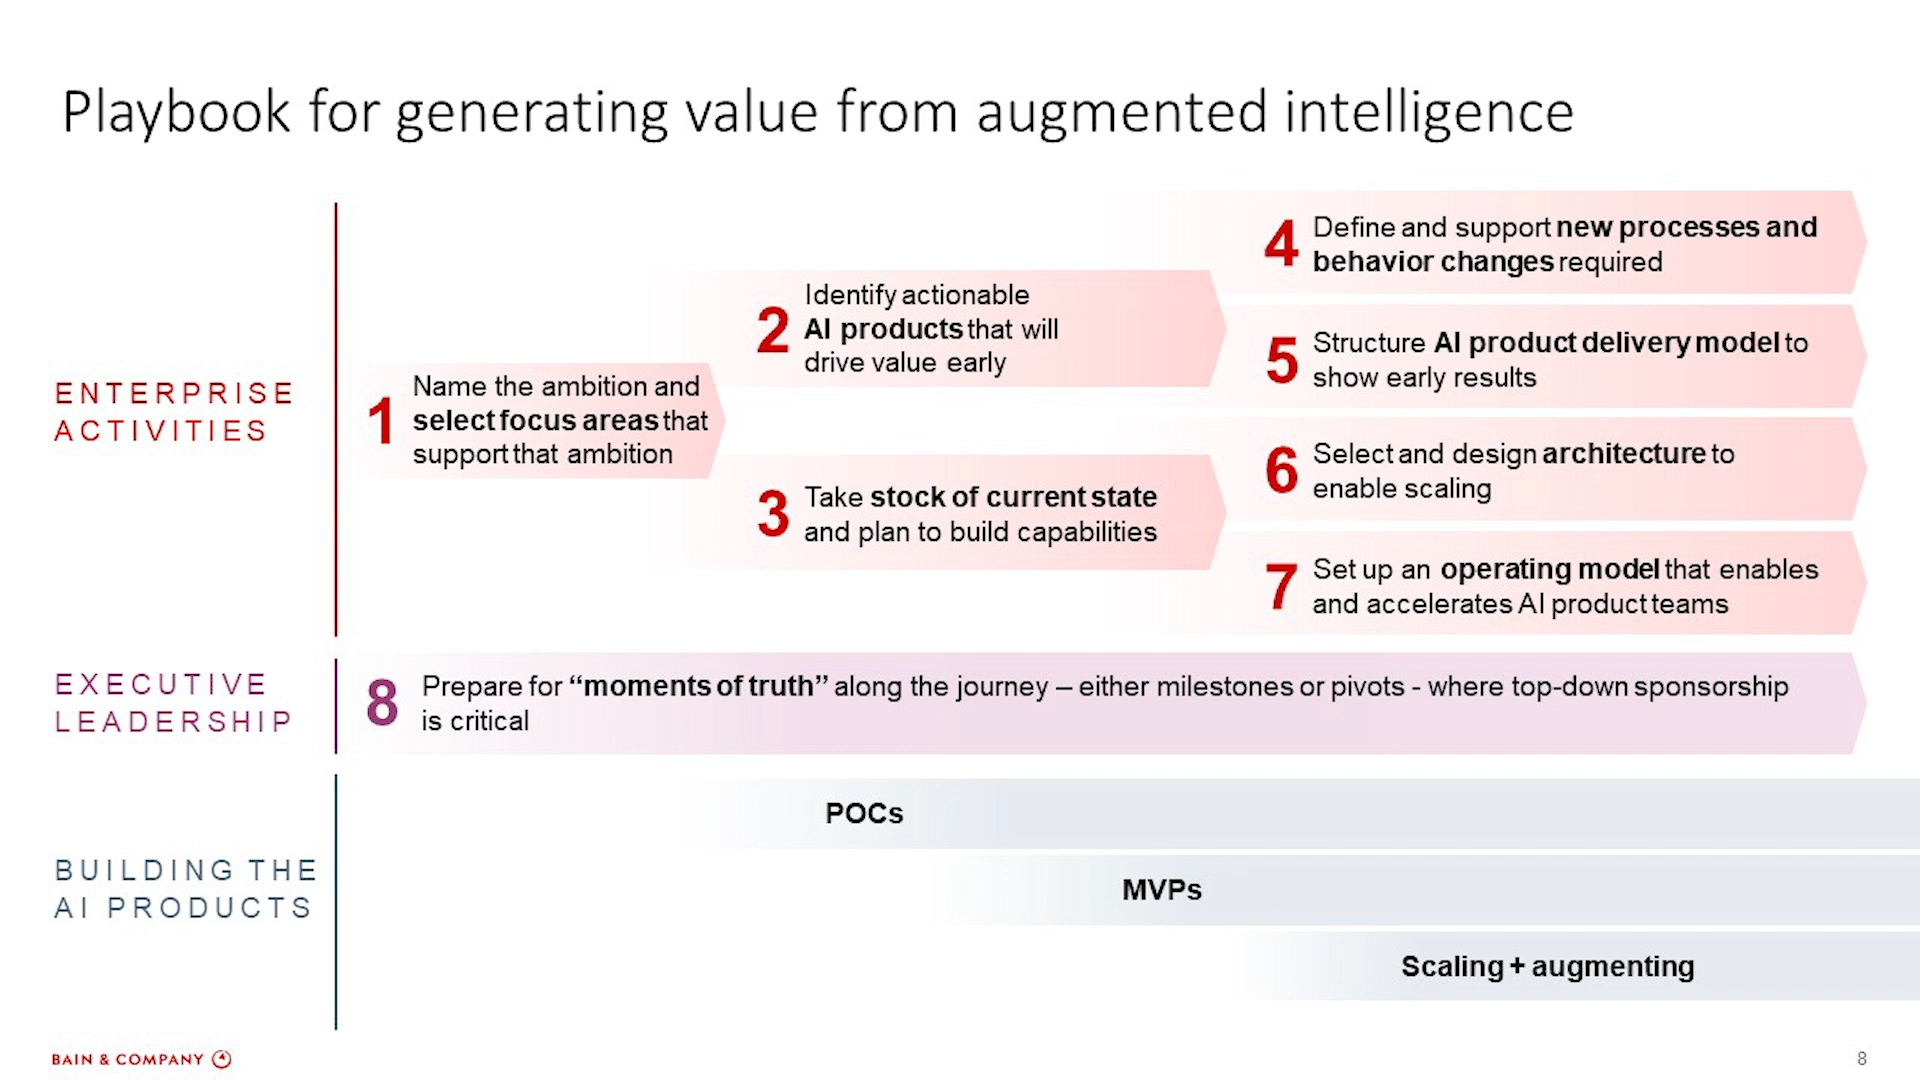 Playbook for generating value from augmented intelligence
ENTERPRISE
ACTIVITIES
1
Name the ambition and
select focus areas that
support that ambition
2
Identify actionable
AI products that will
drive value early
3
Take stock of current state
and plan to build capabilities
4
Define and support new processes and
behavior changes required
5
Structure AI product delivery model to
show early results
6
Select and design architecture to
enable scaling
7
Set up an operating model that enables
and accelerates AI product teams
EXECUTIVE
LEADERSHIP
8
Prepare for “moments of truth” along the journey – either milestones or pivots - where top-down sponsorship
is critical
BUILDING THE
AI PRODUCTS
POCs
MVPs
Scaling + augmenting
BAIN & COMPANY
8